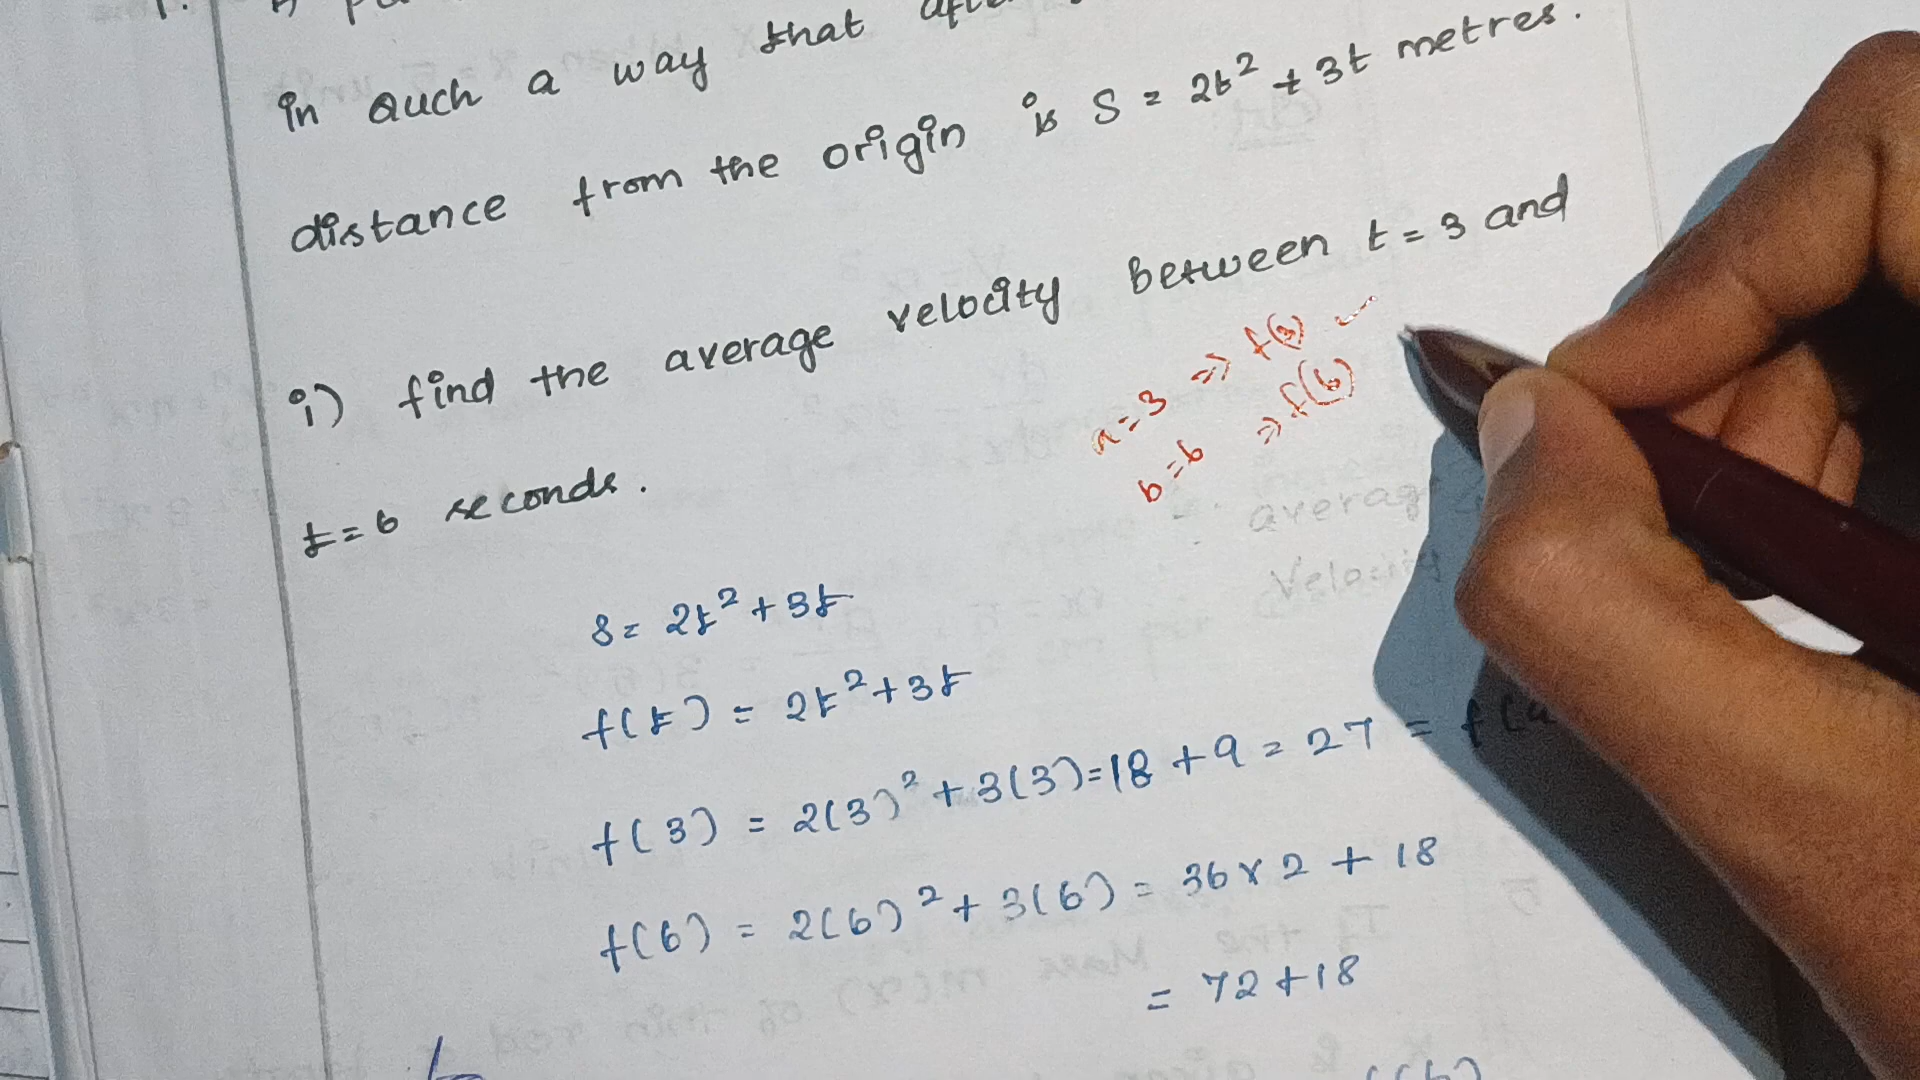 in such a way that
distance from the origin is S = 2t² + 3t metres.
i) find the average velocity between t = 3 and
t = 6 seconds.
a = 3 => f(3) ✓
b = 6 => f(6)
average
Velocity
S = 2t² + 3t
f(t) = 2t² + 3t
f(3) = 2(3)² + 3(3) = 18 + 9 = 27 = f(a
f(6) = 2(6)² + 3(6) = 36 x 2 + 18
= 72 + 18